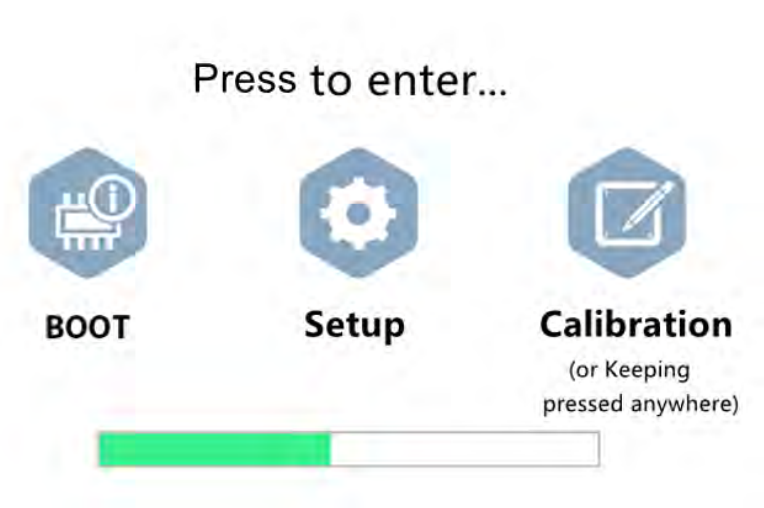 Press to enter...
BOOT
Setup
Calibration
(or Keeping
pressed anywhere)